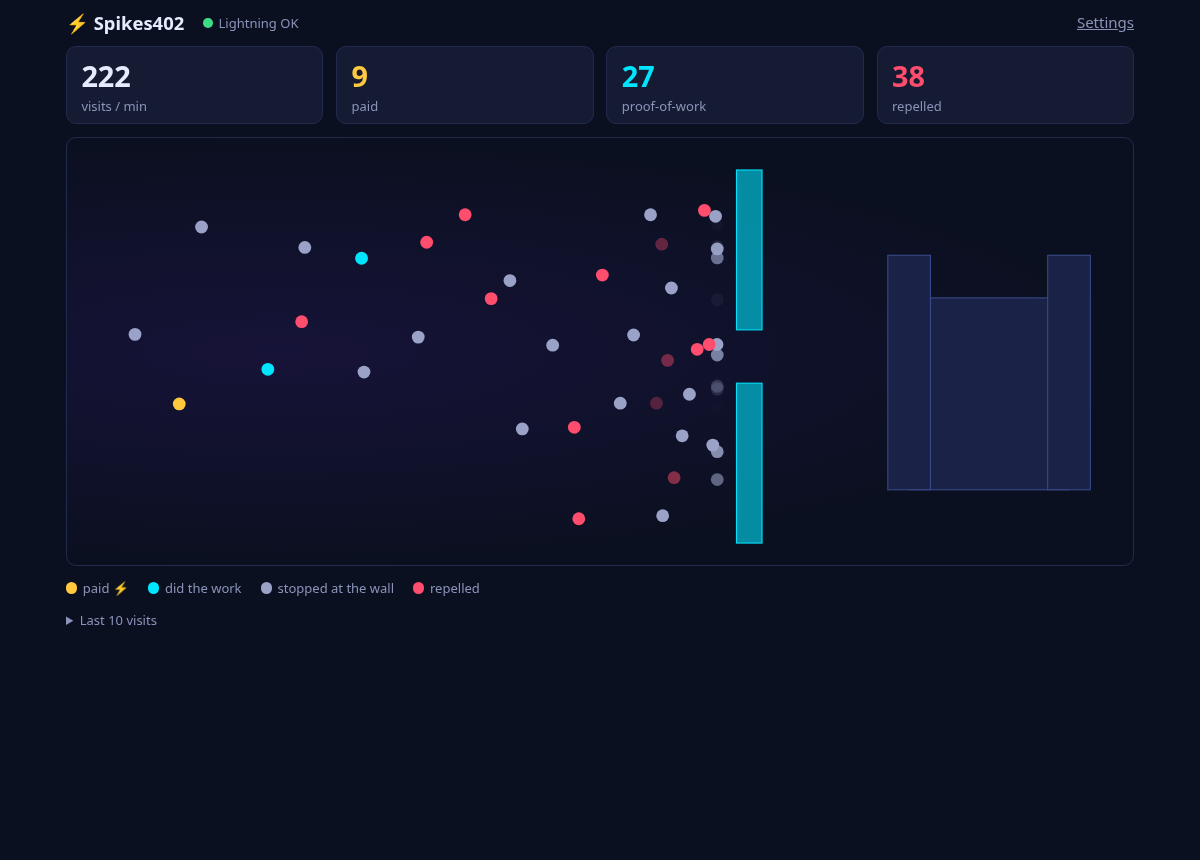 ⚡ Spikes402 Lightning OK Settings
222 9 27 38
visits / min paid proof-of-work repelled
paid ⚡ did the work stopped at the wall repelled
Last 10 visits